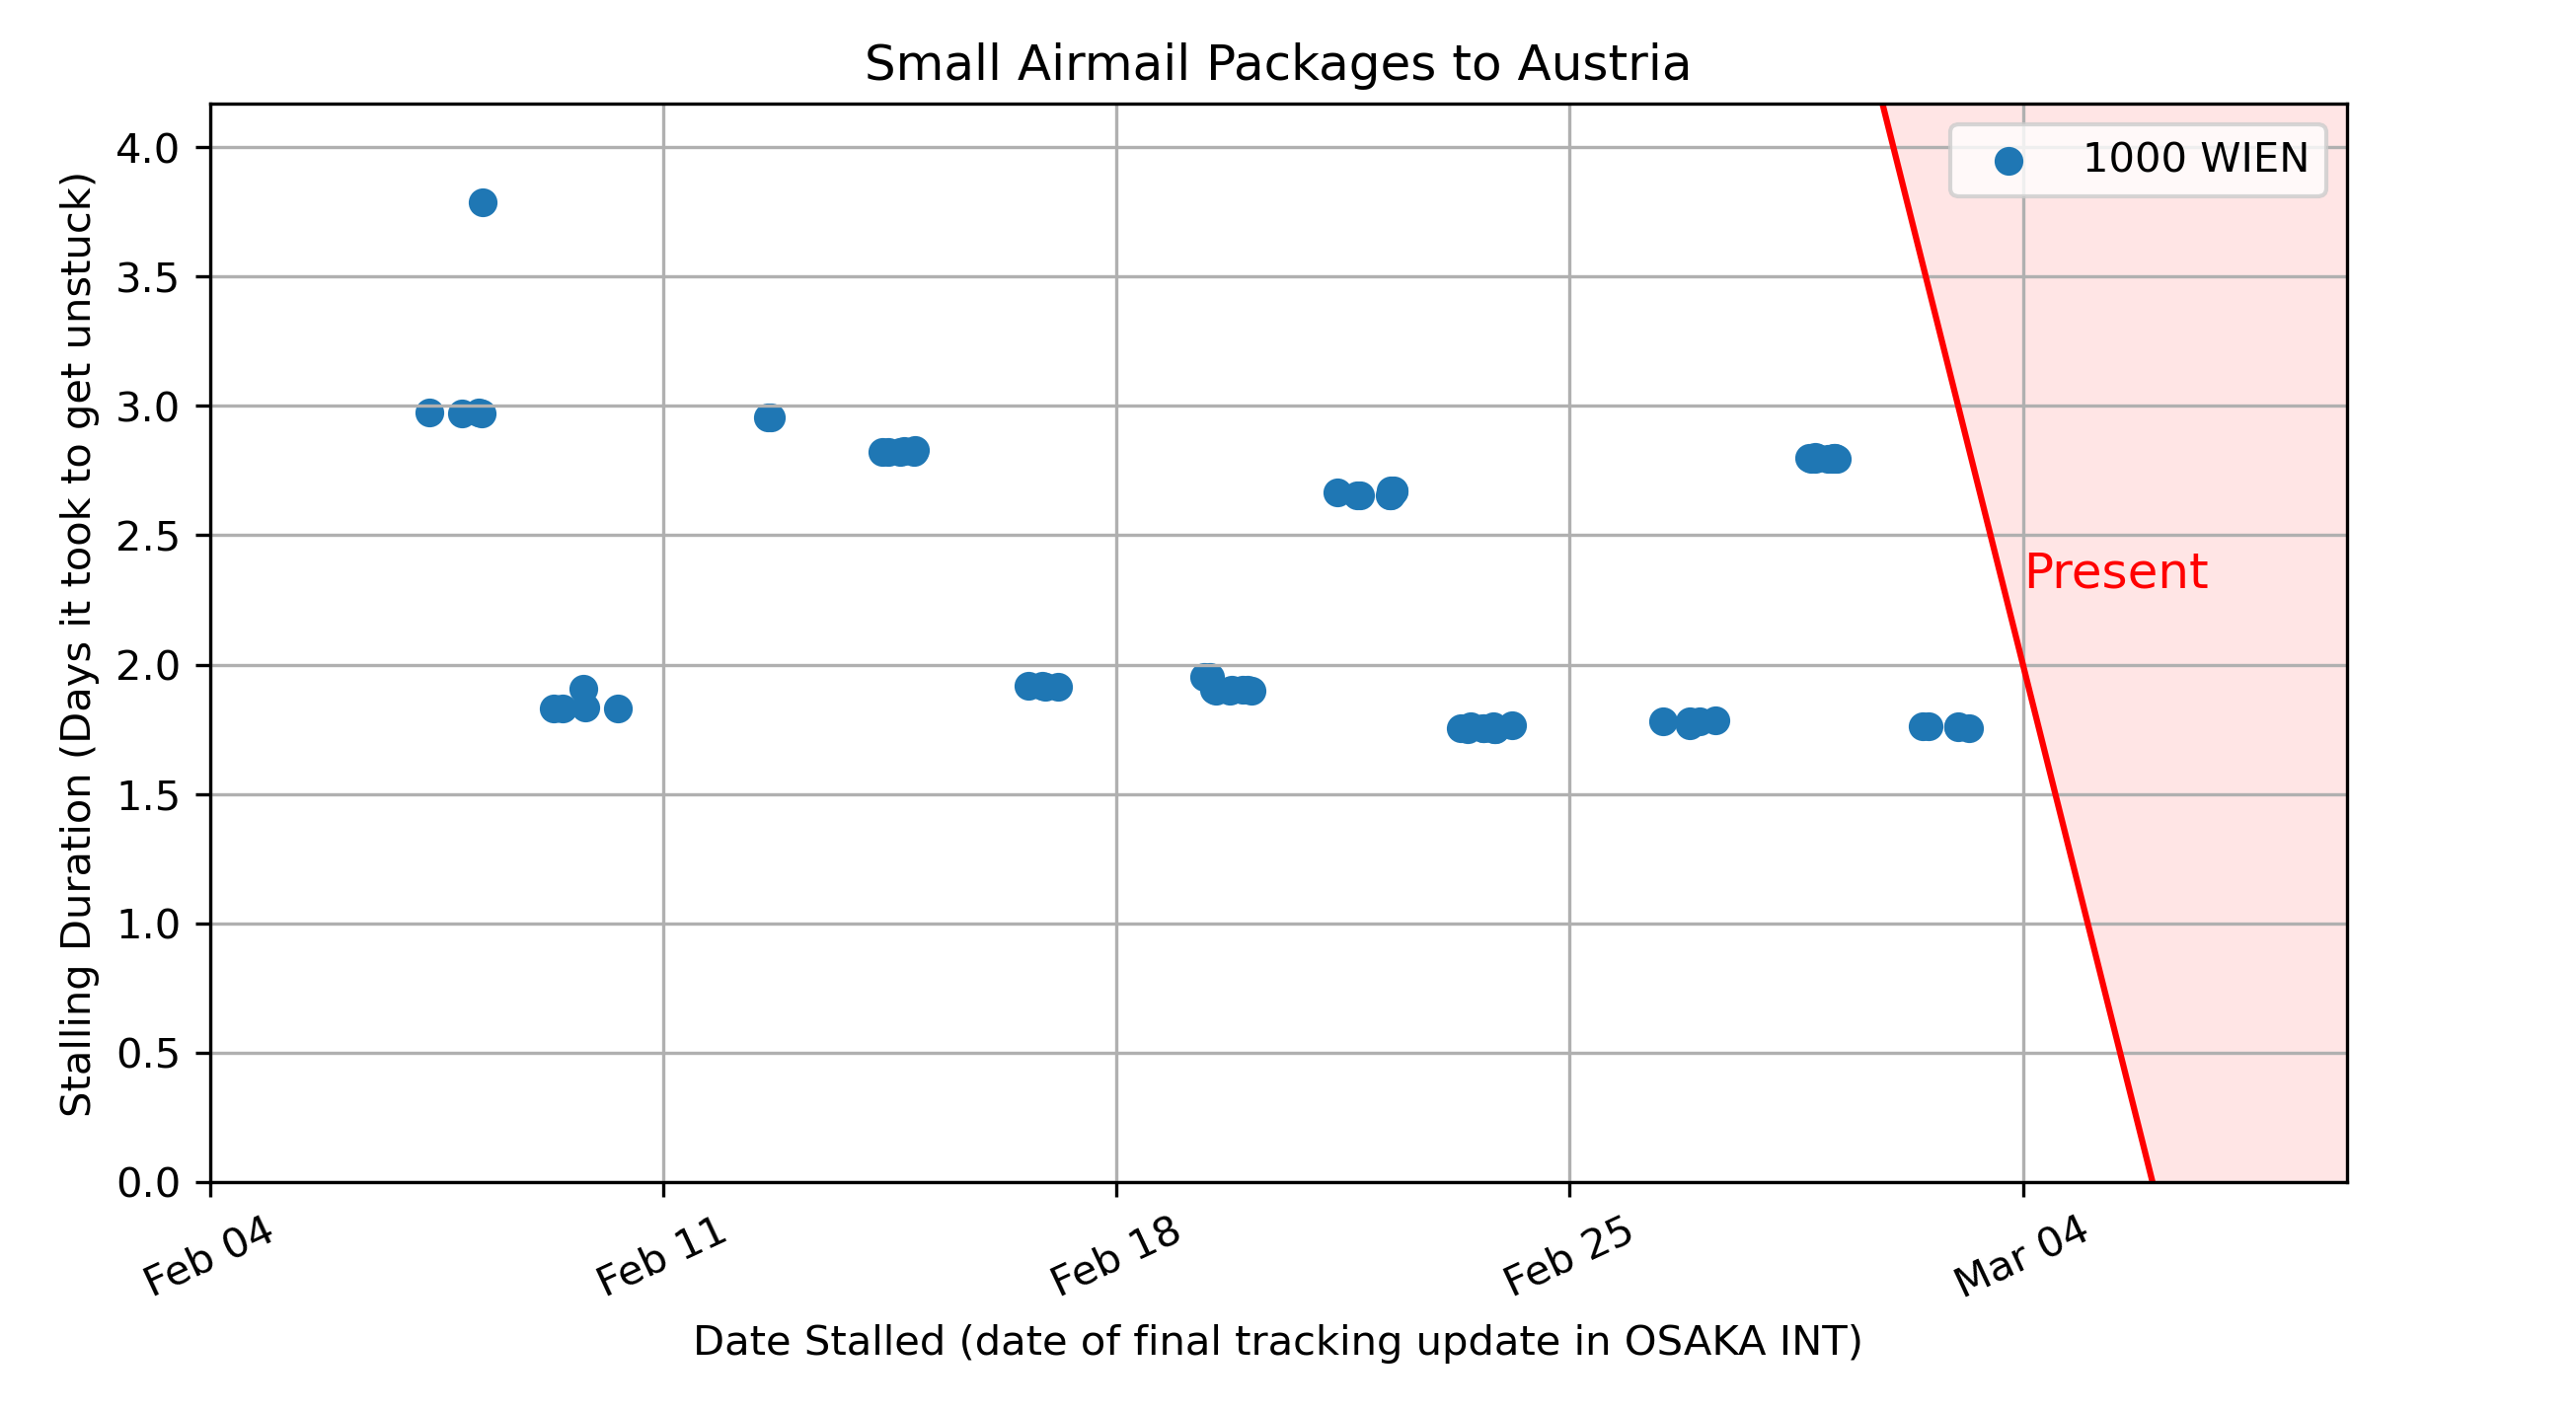 Small Airmail Packages to Austria
1000 WIEN
Present
Stalling Duration (Days it took to get unstuck)
4.0
3.5
3.0
2.5
2.0
1.5
1.0
0.5
0.0
Feb 04
Feb 11
Feb 18
Feb 25
Mar 04
Date Stalled (date of final tracking update in OSAKA INT)